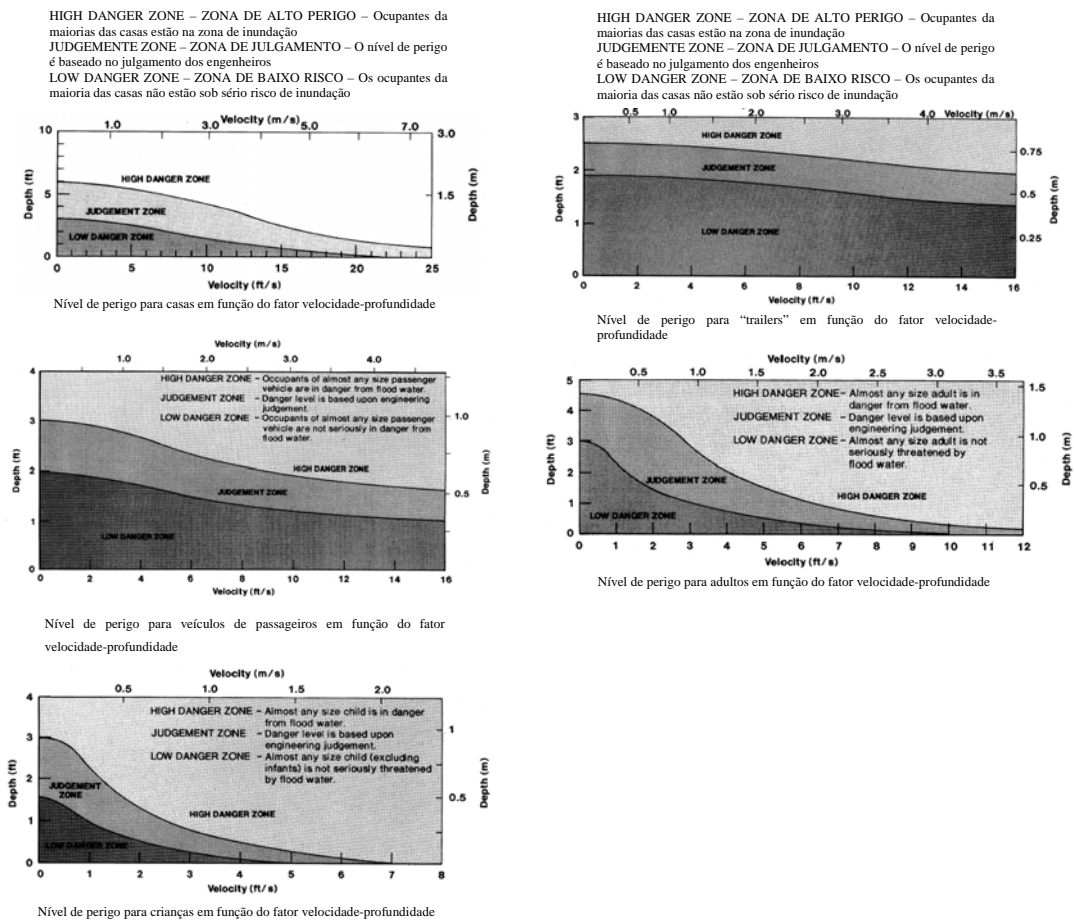 HIGH DANGER ZONE – ZONA DE ALTO PERIGO – Ocupantes da
maiorias das casas estão na zona de inundação
JUDGEMENTE ZONE – ZONA DE JULGAMENTO – O nível de perigo
é baseado no julgamento dos engenheiros
LOW DANGER ZONE – ZONA DE BAIXO RISCO – Os ocupantes da
maioria das casas não estão sob sério risco de inundação
Velocity (m/s)
1.0 3.0 5.0 7.0
10 3.0
HIGH DANGER ZONE
Depth (ft)
5
1.5
Depth (m)
JUDGEMENT ZONE
LOW DANGER ZONE
0
0 5 10 15 20 25
Velocity (ft/s)
Nível de perigo para casas em função do fator velocidade-profundidade
Velocity (m/s)
1.0 2.0 3.0 4.0
4
HIGH DANGER ZONE – Occupants of almost any size passenger
vehicle are in danger from flood water.
JUDGEMENT ZONE – Danger level is based upon engineering
judgement.
LOW DANGER ZONE – Occupants of almost any size passenger
vehicle are not seriously in danger from
flood water.
3
1.0
Depth (ft)
2
HIGH DANGER ZONE
Depth (m)
JUDGEMENT ZONE
0.5
1
LOW DANGER ZONE
0
0 2 4 6 8 10 12 14 16
Velocity (ft/s)
Nível de perigo para veículos de passageiros em função do fator
velocidade-profundidade
Velocity (m/s)
0.5 1.0 1.5 2.0
4
HIGH DANGER ZONE – Almost any size child is in danger
from flood water.
JUDGEMENT ZONE – Danger level is based upon
engineering judgement.
LOW DANGER ZONE – Almost any size child (excluding
infants) is not seriously threatened
by flood water.
3
1
Depth (ft)
2
JUDGEMENT
ZONE
0.5
Depth (m)
HIGH DANGER ZONE
1
LOW DANGER ZONE
0
0 1 2 3 4 5 6 7 8
Velocity (ft/s)
Nível de perigo para crianças em função do fator velocidade-profundidade
HIGH DANGER ZONE – ZONA DE ALTO PERIGO – Ocupantes da
maiorias das casas estão na zona de inundação
JUDGEMENTE ZONE – ZONA DE JULGAMENTO – O nível de perigo
é baseado no julgamento dos engenheiros
LOW DANGER ZONE – ZONA DE BAIXO RISCO – Os ocupantes da
maioria das casas não estão sob sério risco de inundação
0.5 1.0 2.0 3.0 4.0 Velocity (m/s)
3
HIGH DANGER ZONE
0.75
2
JUDGEMENT ZONE
Depth (ft)
0.5
Depth (m)
1
LOW DANGER ZONE
0.25
0
0 2 4 6 8 10 12 14 16
Velocity (ft/s)
Nível de perigo para “trailers” em função do fator velocidade-
profundidade
Velocity (m/s)
0.5 1.0 1.5 2.0 2.5 3.0 3.5
5
1.5
HIGH DANGER ZONE – Almost any size adult is in
danger from flood water.
4
JUDGEMENT ZONE – Danger level is based upon
engineering judgement.
3
1.0
LOW DANGER ZONE – Almost any size adult is not
seriously threatened by
flood water.
Depth (ft)
Depth (m)
2
JUDGEMENT ZONE
0.5
HIGH DANGER ZONE
1
LOW DANGER ZONE
0
0 1 2 3 4 5 6 7 8 9 10 11 12
Velocity (ft/s)
Nível de perigo para adultos em função do fator velocidade-profundidade